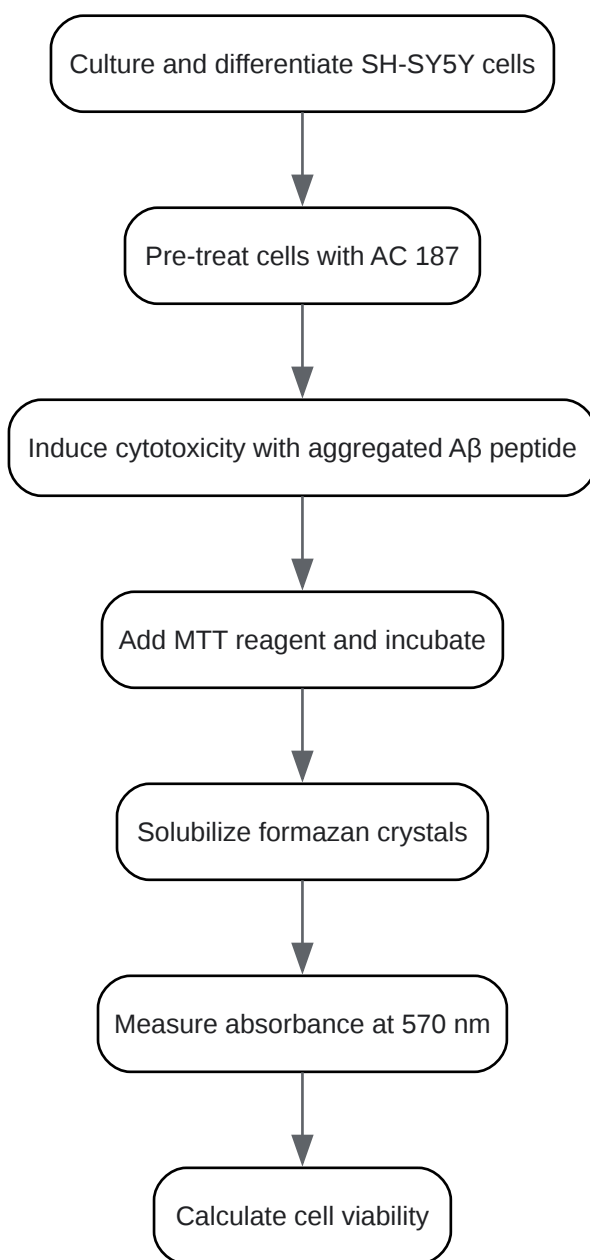 Culture and differentiate SH-SY5Y cells
Pre-treat cells with AC 187
Induce cytotoxicity with aggregated Aβ peptide
Add MTT reagent and incubate
Solubilize formazan crystals
Measure absorbance at 570 nm
Calculate cell viability